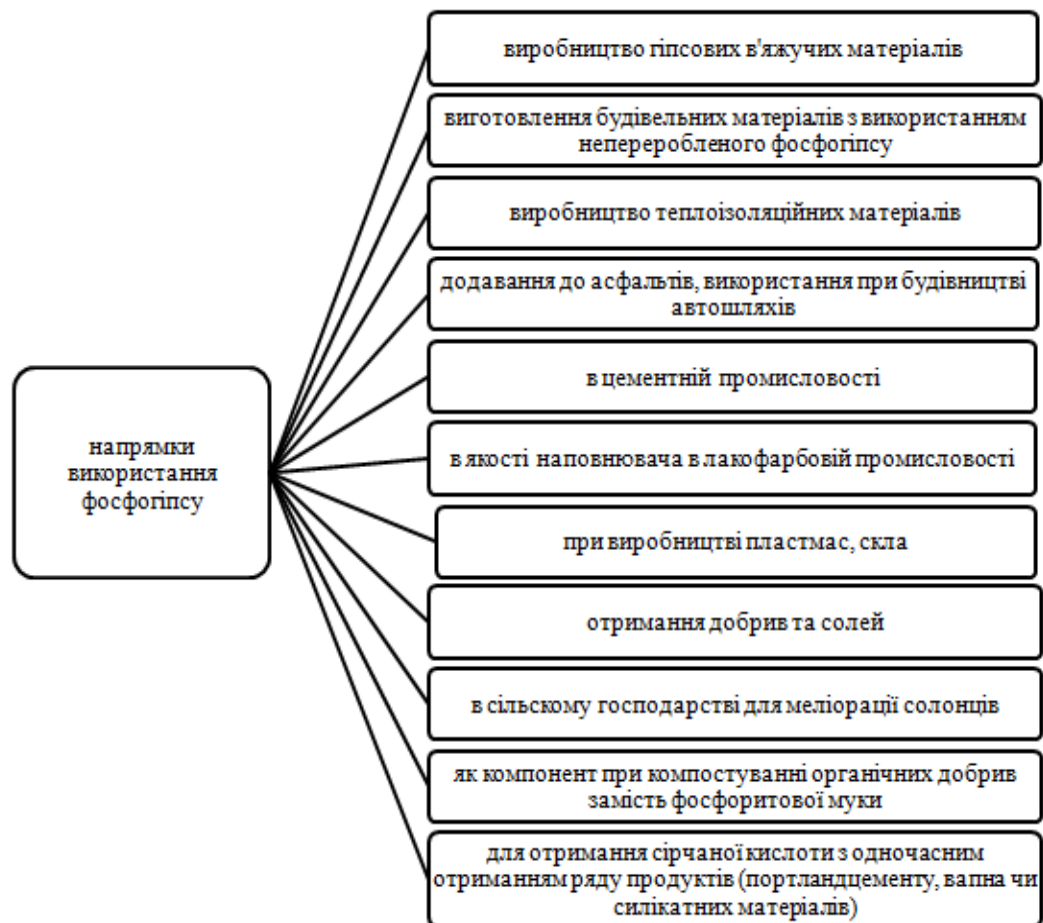 виробництво гіпсових в'яжучих матеріалів
виготовлення будівельних матеріалів з використанням
непереробленого фосфогіпсу
виробництво теплоізоляційних матеріалів
додавання до асфальтів, використання при будівництві
автошляхів
в цементній промисловості
напрямки
використання
фосфогіпсу
в якості наповнювача в лакофарбовій промисловості
при виробництві пластмас, скла
отримання добрив та солей
в сільскому господарстві для меліорації солонців
як компонент при компостуванні органічних добрив
замість фосфоритової муки
для отримання сірчаної кислоти з одночасним
отриманням ряду продуктів (портландцементу, вапна чи
силікатних матеріалів)